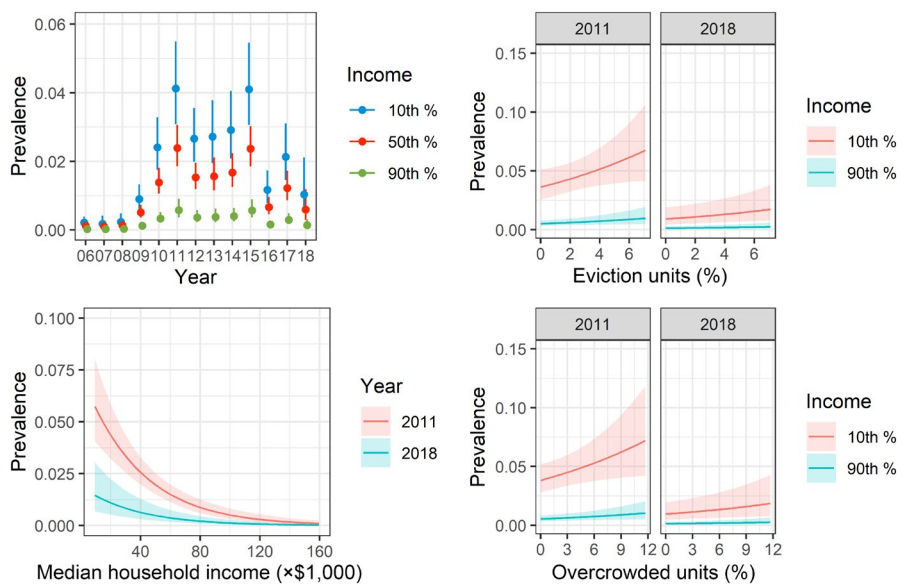 0.06
0.04
0.02
0.00
Prevalence
06 07 08 09 10 11 12 13 14 15 16 17 18
Year
Income
10th %
50th %
90th %
2011 2018
0.15
0.10
0.05
0.00
Prevalence
0 2 4 6 0 2 4 6
Eviction units (%)
Income
10th %
90th %
0.100
0.075
0.050
0.025
0.000
Prevalence
40 80 120 160
Median household income (×$1,000)
Year
2011
2018
2011 2018
0.15
0.10
0.05
0.00
Prevalence
0 3 6 9 12 0 3 6 9 12
Overcrowded units (%)
Income
10th %
90th %